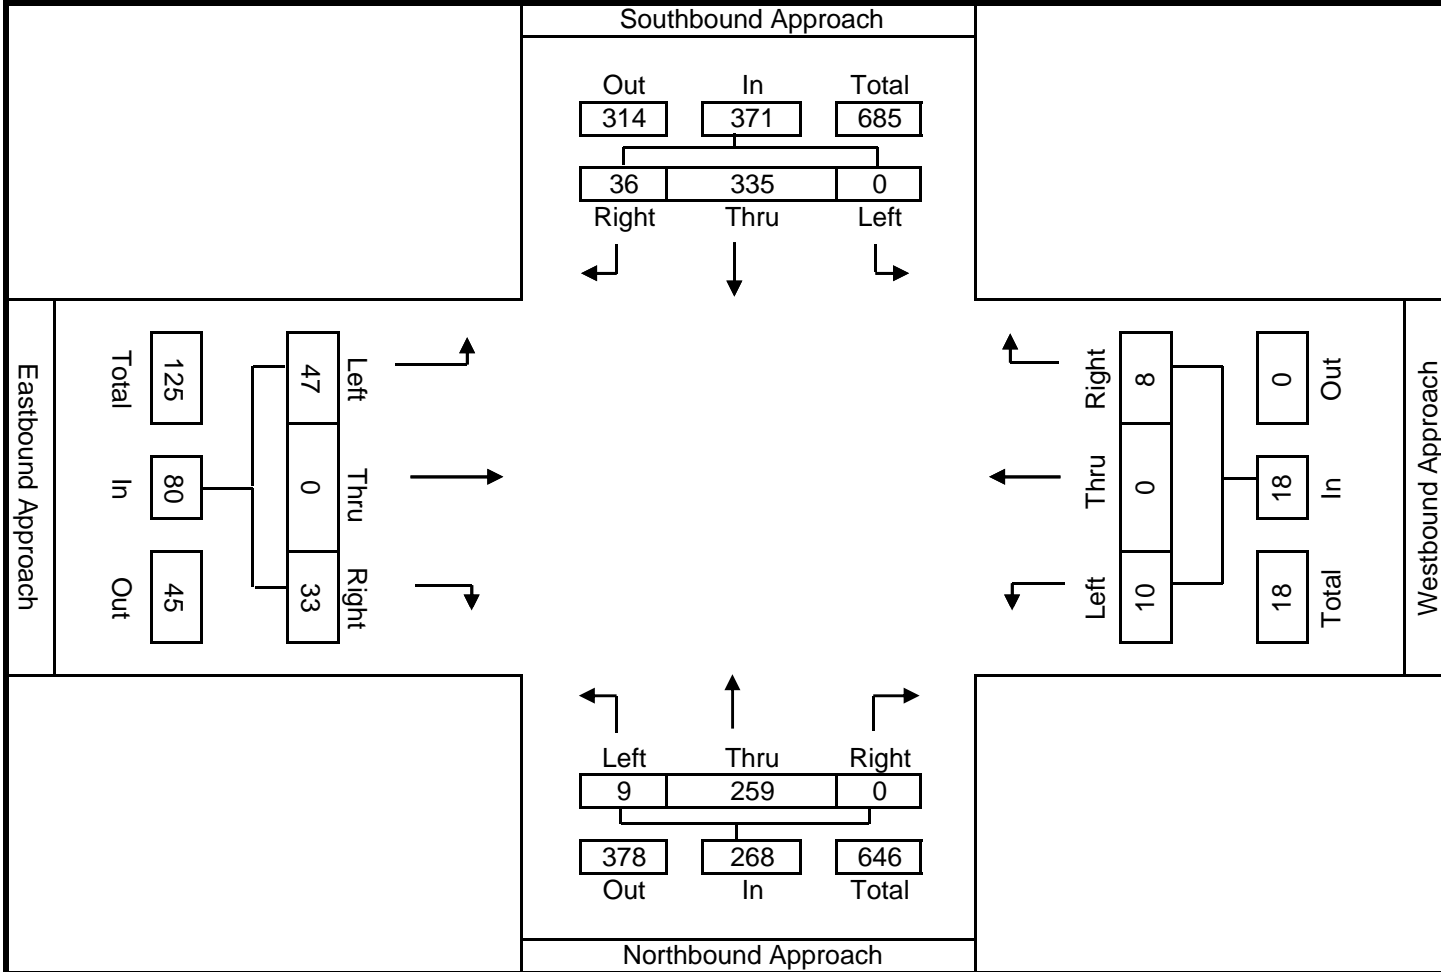 Southbound Approach
Out In Total
314 371 685
36 335 0
Right Thru Left
Eastbound Approach
Total In Out
125 80 45
47 0 33
Left Thru Right
Right Thru Left
8 0 10
0 18 18
Out In Total
Westbound Approach
Left Thru Right
9 259 0
378 268 646
Out In Total
Northbound Approach